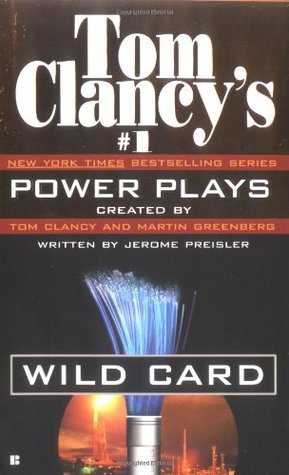 Tom
Clancy's
#1
NEW YORK TIMES BESTSELLING SERIES
POWER PLAYS
CREATED BY
TOM CLANCY AND MARTIN GREENBERG
WRITTEN BY JEROME PREISLER
WILD CARD
B